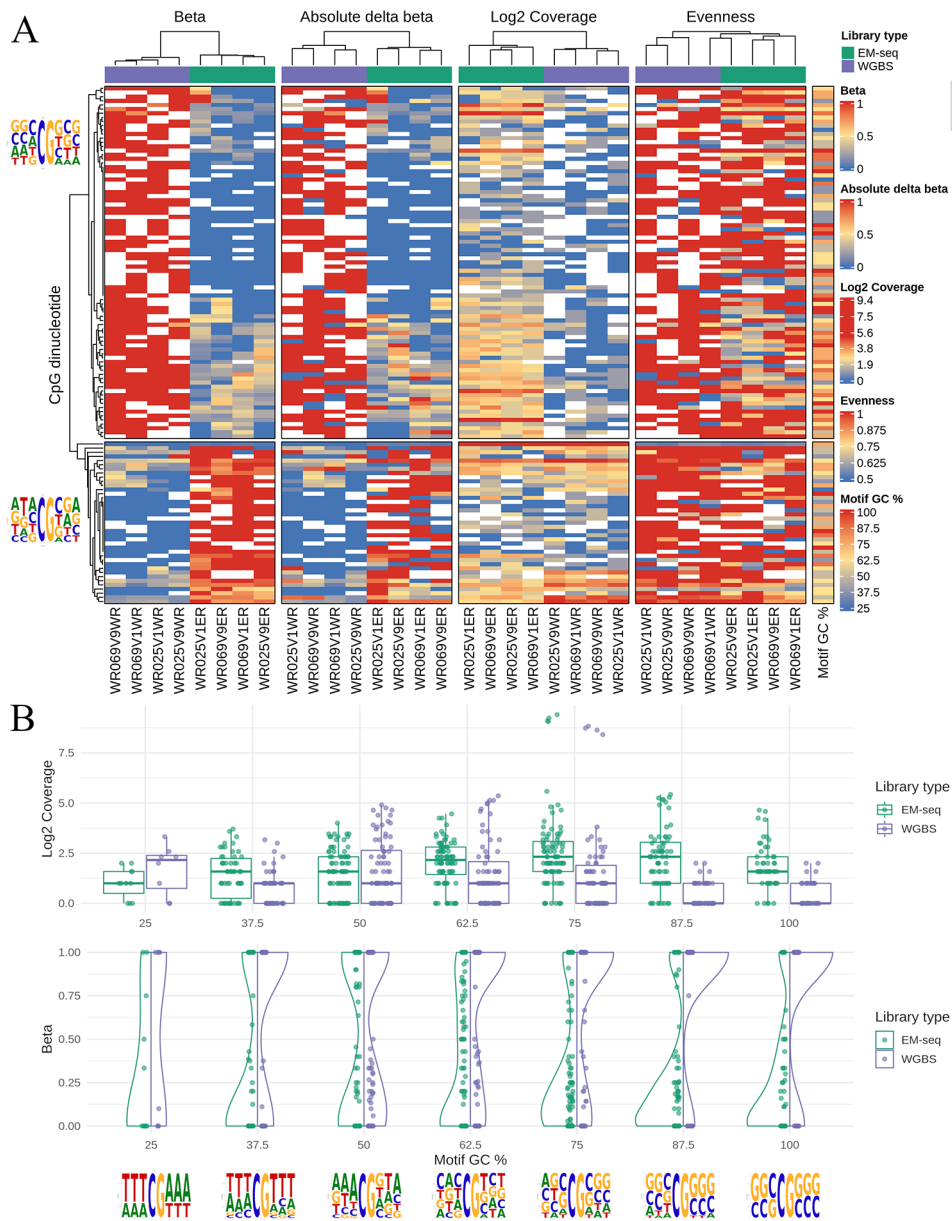 A
Beta
Absolute delta beta
Log2 Coverage
Evenness
Library type
EM-seq
WGBS
Beta
1
0.5
0
Absolute delta beta
1
0.5
0
Log2 Coverage
9.4
7.5
5.6
3.8
1.9
0
Evenness
1
0.875
0.75
0.625
0.5
Motif GC %
100
87.5
75
62.5
50
37.5
25
CpG dinucleotide
WR069V9WR
WR069V1WR
WR025V1WR
WR025V9WR
WR025V1ER
WR069V9ER
WR069V1ER
WR025V9ER
WR025V1WR
WR069V9WR
WR069V1WR
WR025V9WR
WR025V1ER
WR025V9ER
WR069V1ER
WR069V9ER
WR025V1ER
WR025V9ER
WR069V9ER
WR069V1ER
WR069V1WR
WR069V9WR
WR025V9WR
WR025V1WR
WR025V1WR
WR025V9WR
WR069V9WR
WR069V1WR
WR025V9ER
WR025V1ER
WR069V9ER
WR069V1ER
Motif GC %
B
Log2 Coverage
7.5
5.0
2.5
0.0
25
37.5
50
62.5
75
87.5
100
Library type
EM-seq
WGBS
Beta
1.00
0.75
0.50
0.25
0.00
25
37.5
50
62.5
75
87.5
100
Motif GC %
Library type
EM-seq
WGBS
TTTCGAAA
AAA TTT